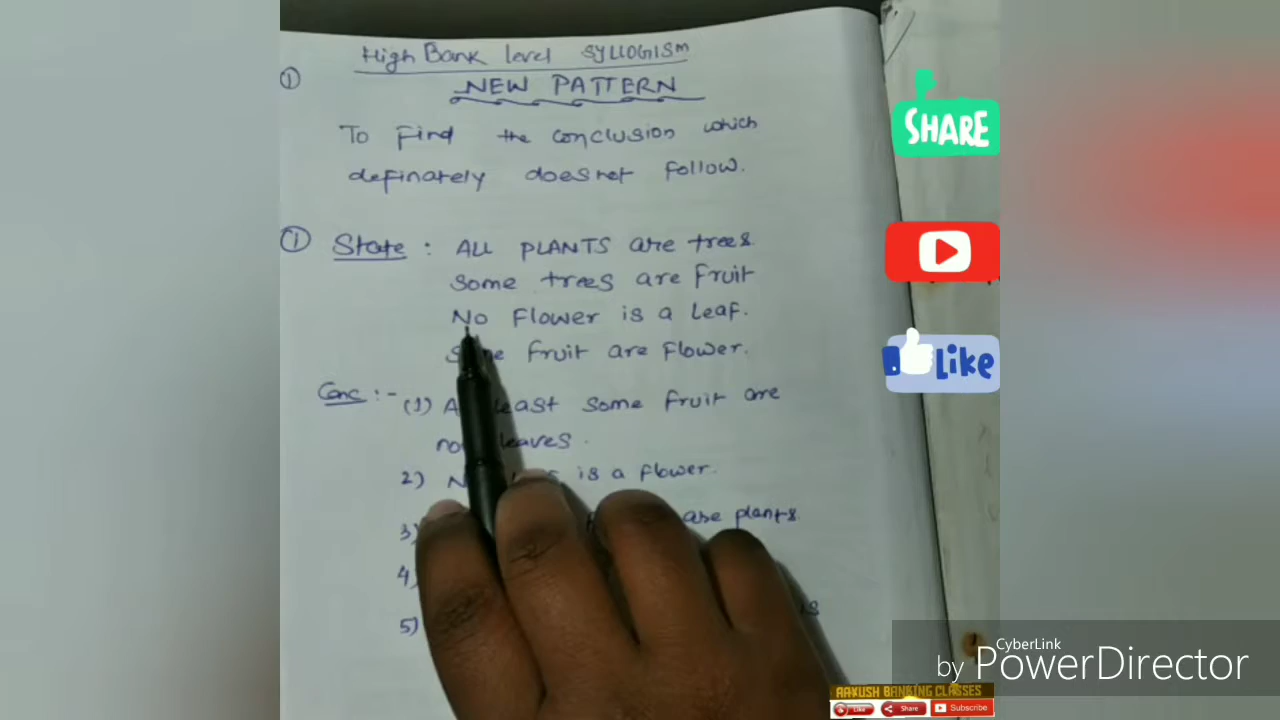 High Bank level SYLLOGISM
①
NEW PATTERN
To Find the conclusion which
definately doesnot follow.
① State : ALL PLANTS are trees
Some trees are fruit
No Flower is a Leaf.
fruit are Flower.
Conc :- (1) least some fruit are
leaves.
2) is a flower.
3) are plants.
4)
5)
SHARE
Like
CyberLink
by PowerDirector
AAKUSH BANKING CLASSES
Like Share Subscribe